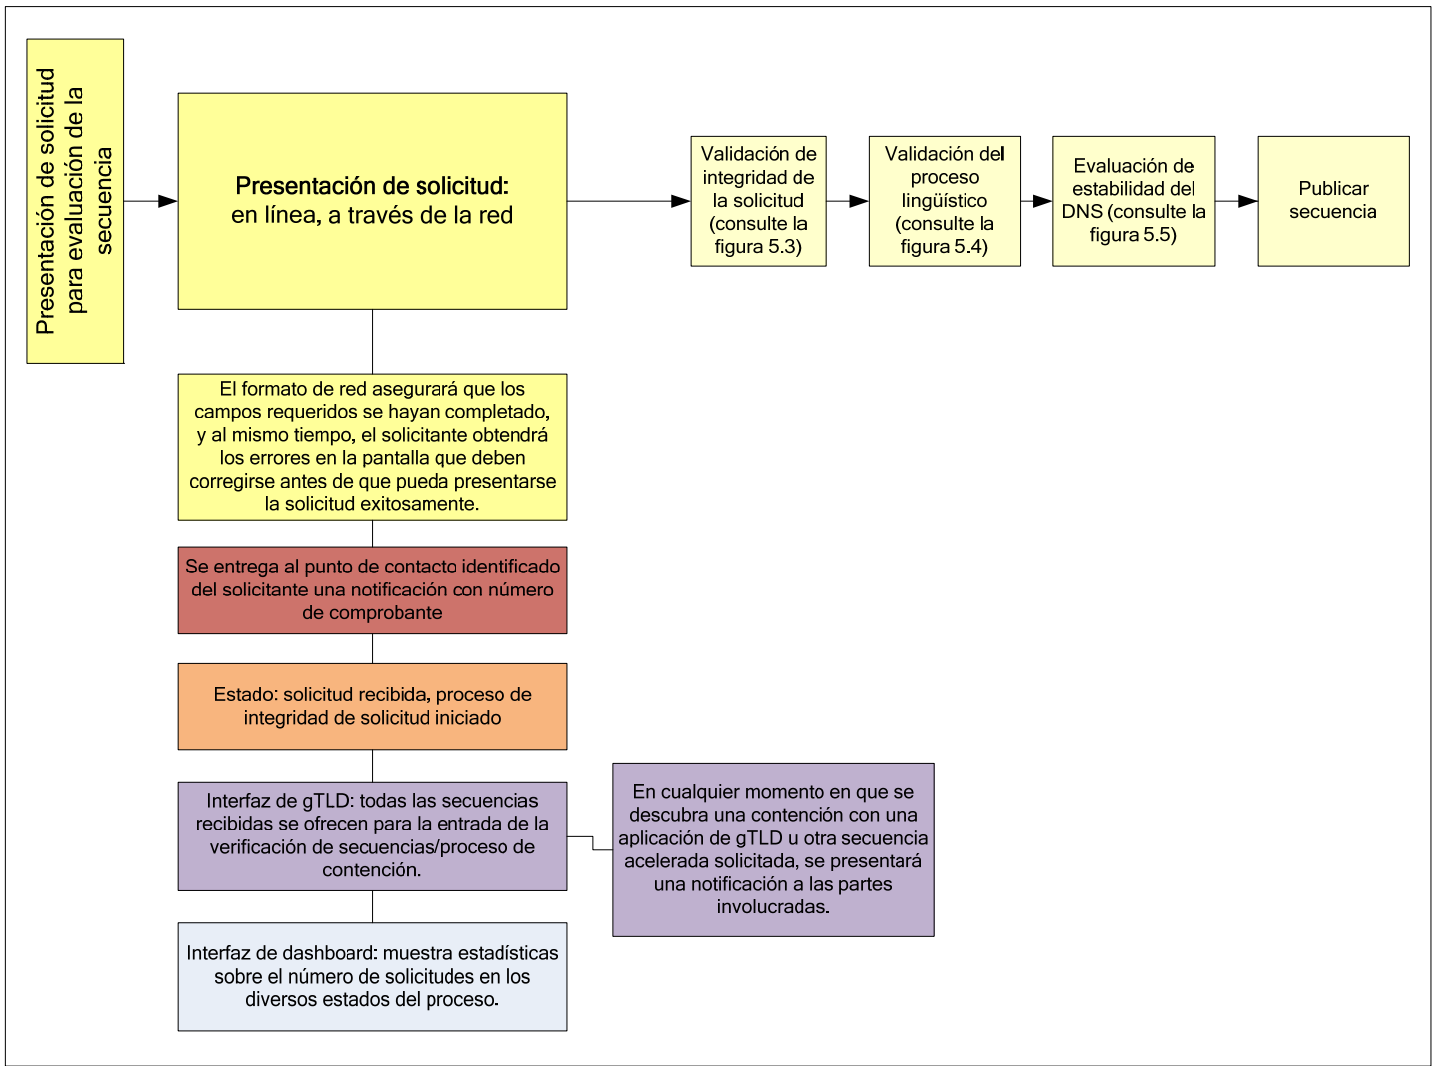 Presentación de solicitud
para evaluación de la
secuencia
Presentación de solicitud:
en línea, a través de la red
Validación de
integridad de
la solicitud
(consulte la
figura 5.3)
Validación del
proceso
lingüístico
(consulte la
figura 5.4)
Evaluación de
estabilidad del
DNS (consulte la
figura 5.5)
Publicar
secuencia
El formato de red asegurará que los
campos requeridos se hayan completado,
y al mismo tiempo, el solicitante obtendrá
los errores en la pantalla que deben
corregirse antes de que pueda presentarse
la solicitud exitosamente.
Se entrega al punto de contacto identificado
del solicitante una notificación con número
de comprobante
Estado: solicitud recibida, proceso de
integridad de solicitud iniciado
Interfaz de gTLD: todas las secuencias
recibidas se ofrecen para la entrada de la
verificación de secuencias/proceso de
contención.
En cualquier momento en que se
descubra una contención con una
aplicación de gTLD u otra secuencia
acelerada solicitada, se presentará
una notificación a las partes
involucradas.
Interfaz de dashboard: muestra estadísticas
sobre el número de solicitudes en los
diversos estados del proceso.